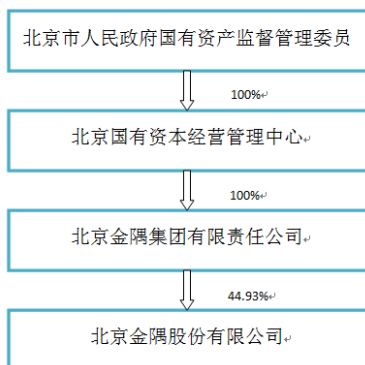 北京市人民政府国有资产监督管理委员
100%
北京国有资本经营管理中心
100%
北京金隅集团有限责任公司
44.93%
北京金隅股份有限公司